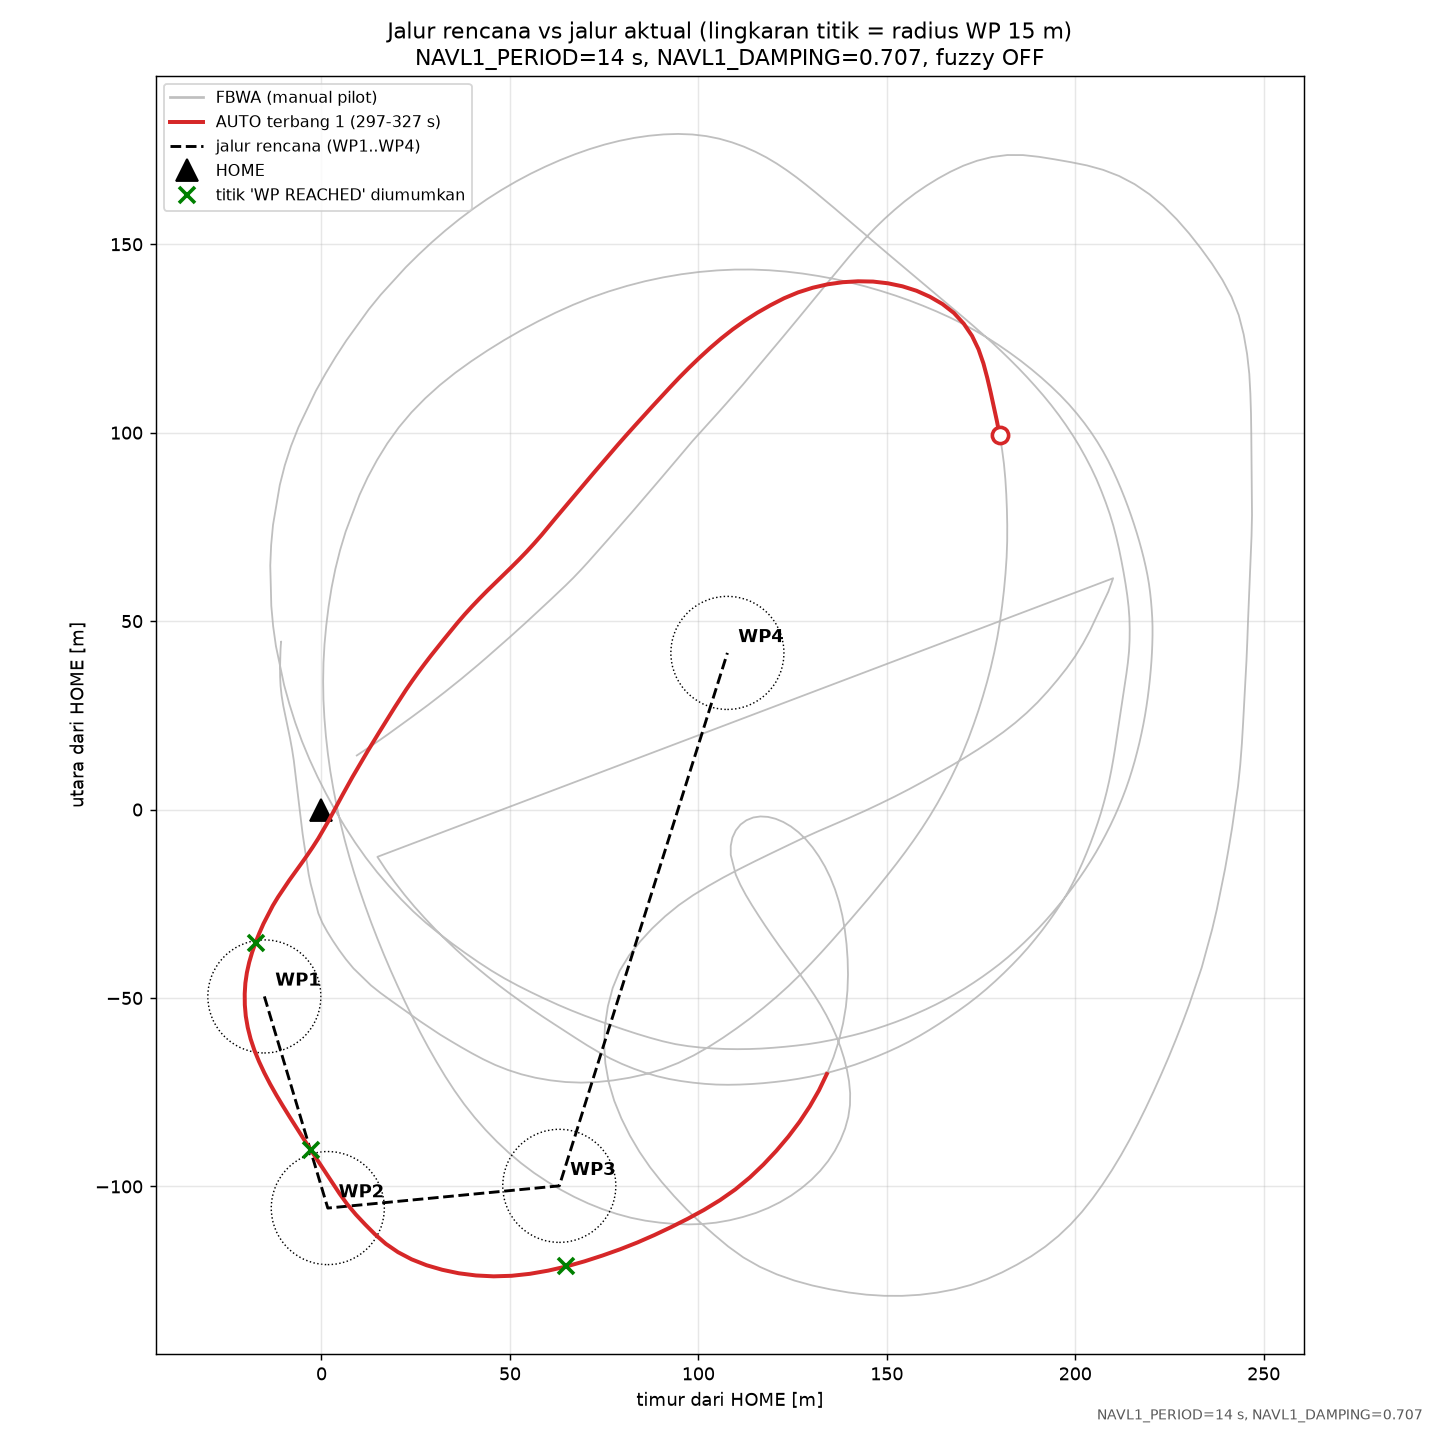 Jalur rencana vs jalur aktual (lingkaran titik = radius WP 15 m)
NAVL1_PERIOD=14 s, NAVL1_DAMPING=0.707, fuzzy OFF
FBWA (manual pilot)
AUTO terbang 1 (297-327 s)
jalur rencana (WP1..WP4)
HOME
titik 'WP REACHED' diumumkan
utara dari HOME [m]
150
100
50
0
−50
−100
WP4
WP1
WP3
WP2
0
50
100
150
200
250
timur dari HOME [m]
NAVL1_PERIOD=14 s, NAVL1_DAMPING=0.707